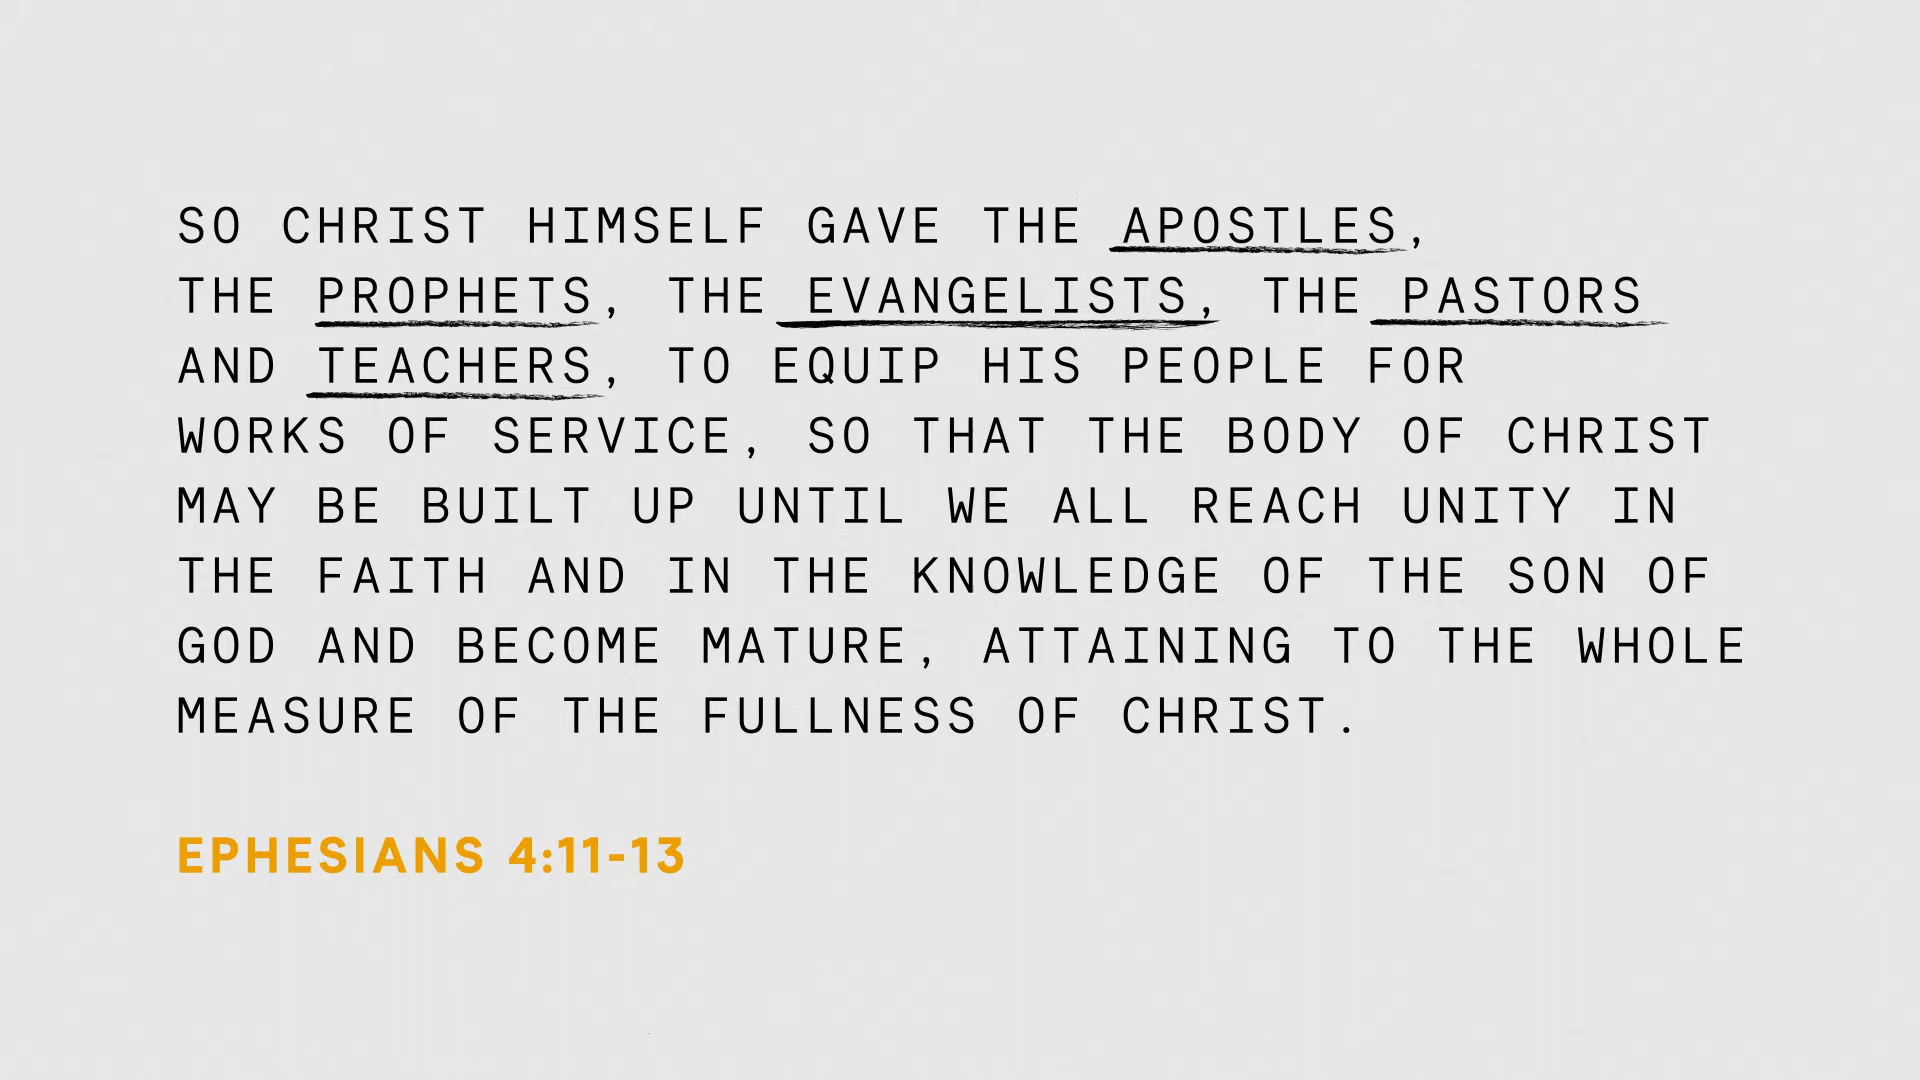 SO CHRIST HIMSELF GAVE THE APOSTLES,
THE PROPHETS, THE EVANGELISTS, THE PASTORS
AND TEACHERS, TO EQUIP HIS PEOPLE FOR
WORKS OF SERVICE, SO THAT THE BODY OF CHRIST
MAY BE BUILT UP UNTIL WE ALL REACH UNITY IN
THE FAITH AND IN THE KNOWLEDGE OF THE SON OF
GOD AND BECOME MATURE, ATTAINING TO THE WHOLE
MEASURE OF THE FULLNESS OF CHRIST.
EPHESIANS 4:11-13